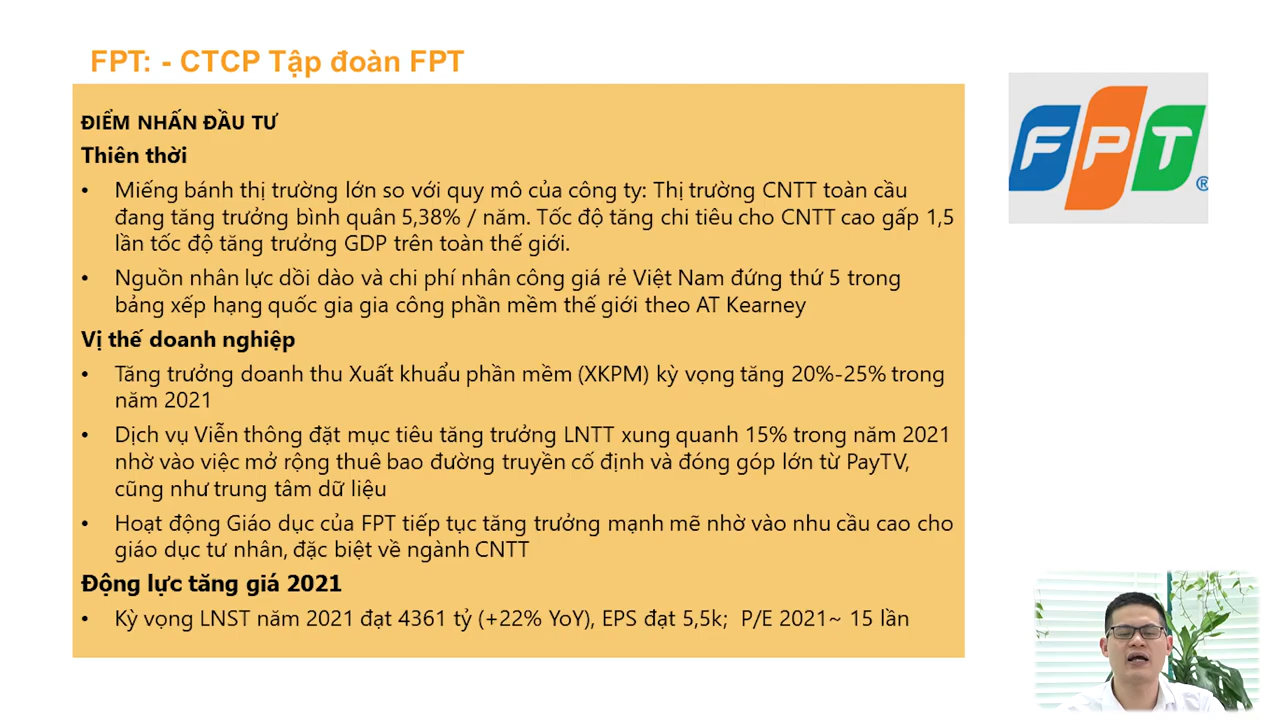 FPT: - CTCP Tập đoàn FPT
FPT®
ĐIỂM NHẤN ĐẦU TƯ
Thiên thời
• Miếng bánh thị trường lớn so với quy mô của công ty: Thị trường CNTT toàn cầu
đang tăng trưởng bình quân 5,38% / năm. Tốc độ tăng chi tiêu cho CNTT cao gấp 1,5
lần tốc độ tăng trưởng GDP trên toàn thế giới.
• Nguồn nhân lực dồi dào và chi phí nhân công giá rẻ Việt Nam đứng thứ 5 trong
bảng xếp hạng quốc gia gia công phần mềm thế giới theo AT Kearney
Vị thế doanh nghiệp
• Tăng trưởng doanh thu Xuất khẩu phần mềm (XKPM) kỳ vọng tăng 20%-25% trong
năm 2021
• Dịch vụ Viễn thông đặt mục tiêu tăng trưởng LNTT xung quanh 15% trong năm 2021
nhờ vào việc mở rộng thuê bao đường truyền cố định và đóng góp lớn từ PayTV,
cũng như trung tâm dữ liệu
• Hoạt động Giáo dục của FPT tiếp tục tăng trưởng mạnh mẽ nhờ vào nhu cầu cao cho
giáo dục tư nhân, đặc biệt về ngành CNTT
Động lực tăng giá 2021
• Kỳ vọng LNST năm 2021 đạt 4361 tỷ (+22% YoY), EPS đạt 5,5k; P/E 2021~ 15 lần